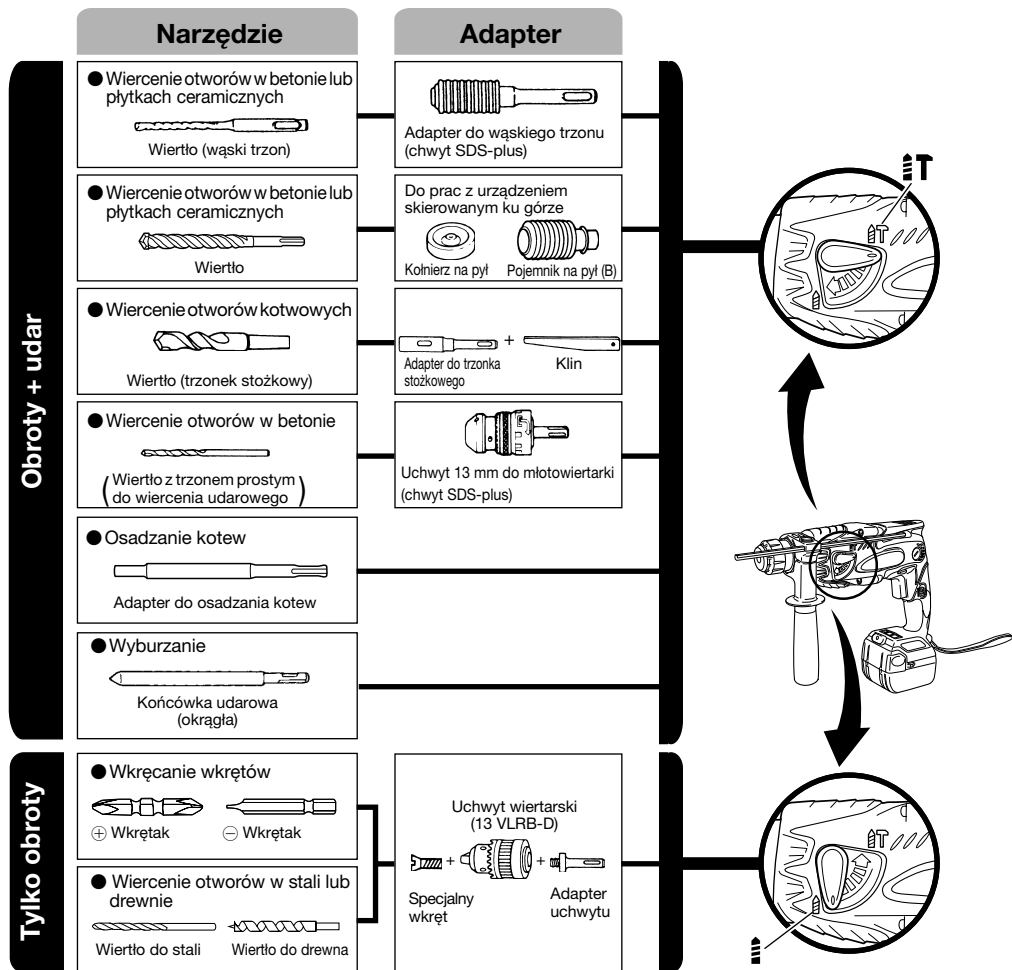 Narzędzie
Adapter
Obroty + udar
● Wiercenie otworów w betonie lub
płytkach ceramicznych
Wiertło (wąski trzon)
Adapter do wąskiego trzonu
(chwyt SDS-plus)
● Wiercenie otworów w betonie lub
płytkach ceramicznych
Wiertło
Do prac z urządzeniem
skierowanym ku górze
Kołnierz na pył
Pojemnik na pył (B)
● Wiercenie otworów kotwowych
Wiertło (trzonek stożkowy)
Adapter do trzonka
stożkowego
+
Klin
● Wiercenie otworów w betonie
(Wiertło z trzonem prostym
do wiercenia udarowego)
Uchwyt 13 mm do młotowiertarki
(chwyt SDS-plus)
● Osadzanie kotew
Adapter do osadzania kotew
● Wyburzanie
Końcówka udarowa
(okrągła)
Tylko obroty
● Wkręcanie wkrętów
⊕ Wkrętak
⊖ Wkrętak
● Wiercenie otworów w stali lub
drewnie
Wiertło do stali
Wiertło do drewna
Uchwyt wiertarski
(13 VLRB-D)
+ +
Specjalny
wkręt
Adapter
uchwytu